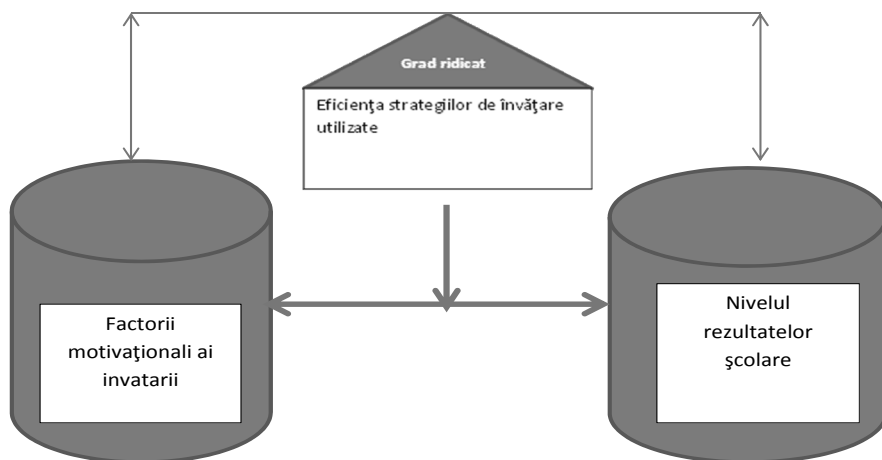 Grad ridicat
Eficienţa strategiilor de învăţare
utilizate
Factorii
motivaţionali ai
invatarii
Nivelul
rezultatelor
şcolare